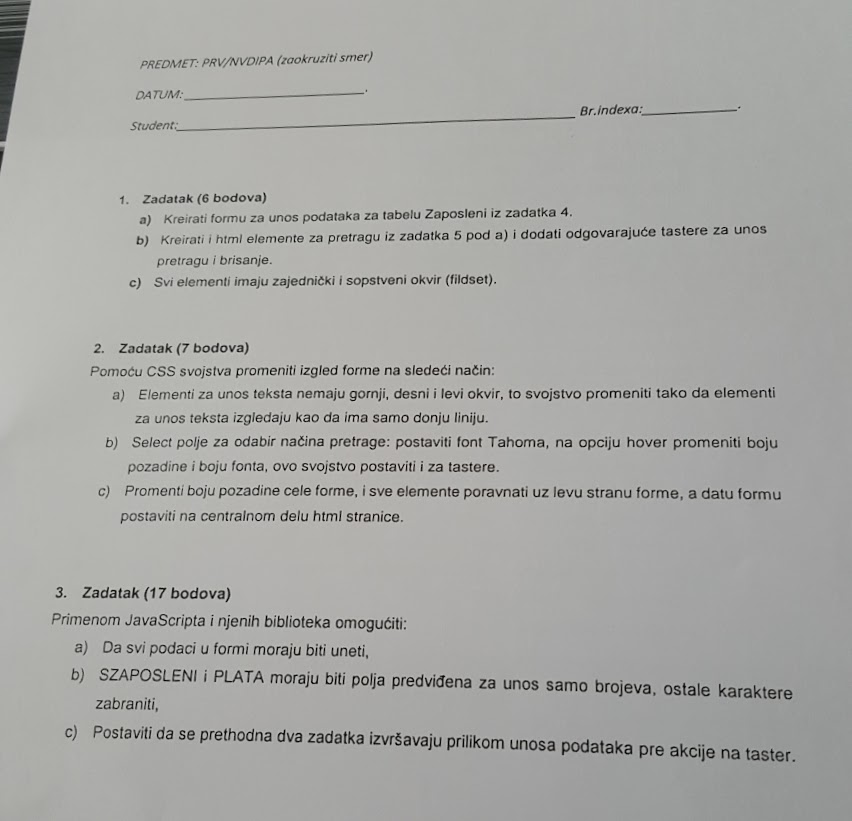 PREDMET: PRV/NVDIPA (zaokruziti smer)
DATUM:____________________.
Student:____________________ Br.indexa:____________.
1. Zadatak (6 bodova)
a) Kreirati formu za unos podataka za tabelu Zaposleni iz zadatka 4.
b) Kreirati i html elemente za pretragu iz zadatka 5 pod a) i dodati odgovarajuće tastere za unos
pretragu i brisanje.
c) Svi elementi imaju zajednički i sopstveni okvir (fildset).
2. Zadatak (7 bodova)
Pomoću CSS svojstva promeniti izgled forme na sledeći način:
a) Elementi za unos teksta nemaju gornji, desni i levi okvir, to svojstvo promeniti tako da elementi
za unos teksta izgledaju kao da ima samo donju liniju.
b) Select polje za odabir načina pretrage: postaviti font Tahoma, na opciju hover promeniti boju
pozadine i boju fonta, ovo svojstvo postaviti i za tastere.
c) Promenti boju pozadine cele forme, i sve elemente poravnati uz levu stranu forme, a datu formu
postaviti na centralnom delu html stranice.
3. Zadatak (17 bodova)
Primenom JavaScripta i njenih biblioteka omogućiti:
a) Da svi podaci u formi moraju biti uneti,
b) SZAPOSLENI i PLATA moraju biti polja predviđena za unos samo brojeva, ostale karaktere
zabraniti,
c) Postaviti da se prethodna dva zadatka izvršavaju prilikom unosa podataka pre akcije na taster.